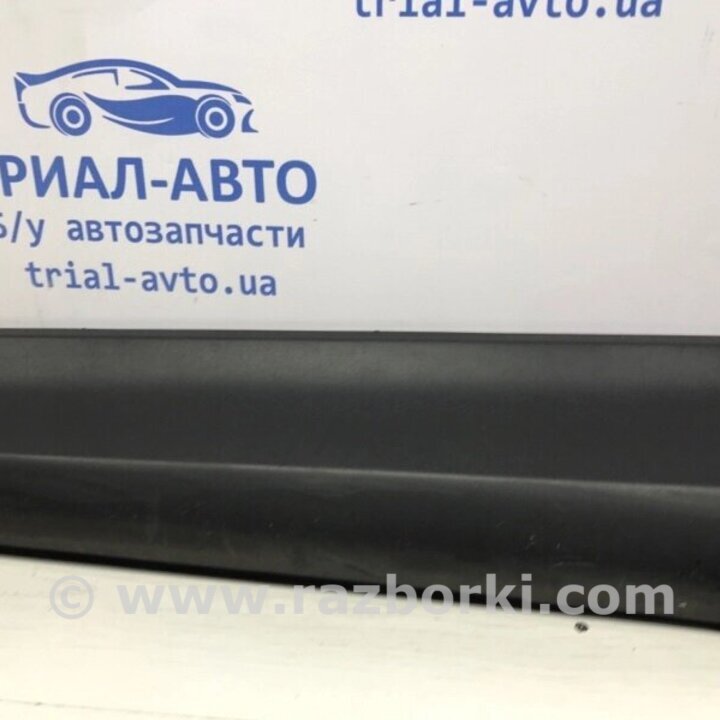 trial-avto.ua
РИАЛ-АВТО
Б/у автозапчасти
trial-avto.ua
© www.razborki.com